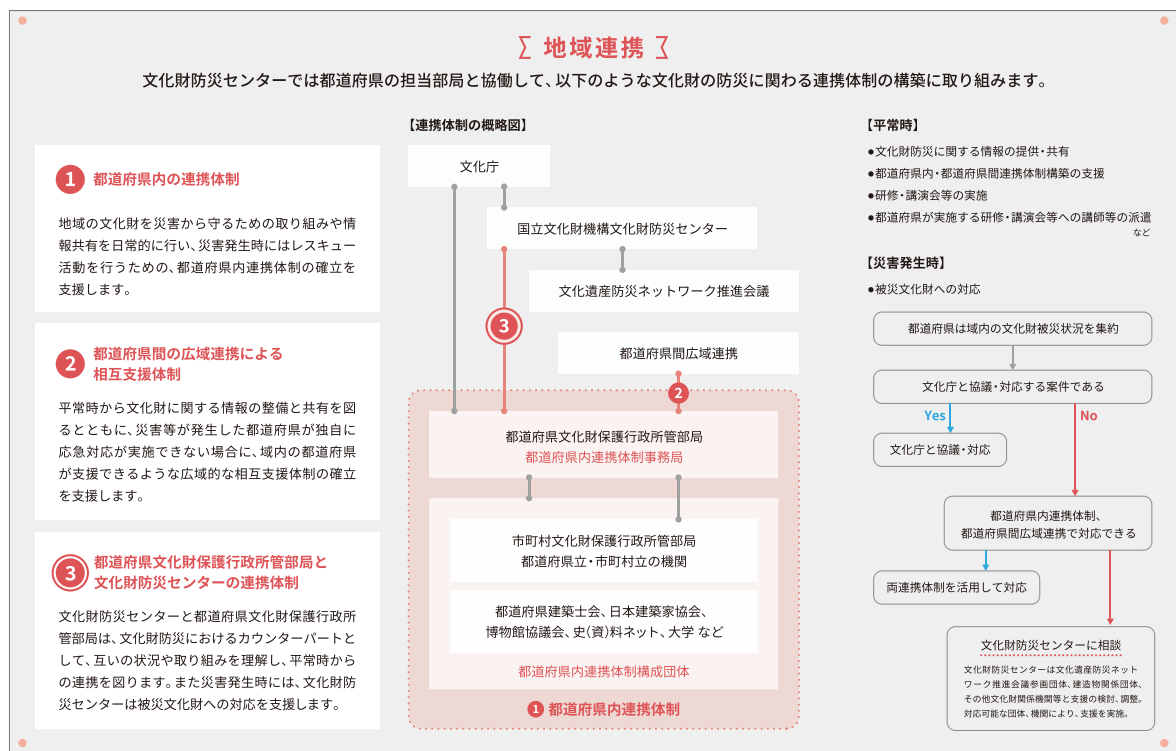 地域連携
文化財防災センターでは都道府県の担当部局と協働して、以下のような文化財の防災に関わる連携体制の構築に取り組みます。
1 都道府県内の連携体制
地域の文化財を災害から守るための取り組みや情
報共有を日常的に行い、災害発生時にはレスキュー
活動を行うための、都道府県内連携体制の確立を
支援します。
2 都道府県間の広域連携による
相互支援体制
平常時から文化財に関する情報の整備と共有を図
るとともに、災害等が発生した都道府県が独自に
応急対応が実施できない場合に、域内の都道府県
が支援できるような広域的な相互支援体制の確立
を支援します。
3 都道府県文化財保護行政所管部局と
文化財防災センターの連携体制
文化財防災センターと都道府県文化財保護行政所
管部局は、文化財防災におけるカウンターパートと
して、互いの状況や取り組みを理解し、平常時から
の連携を図ります。また災害発生時には、文化財防
災センターは被災文化財への対応を支援します。
【連携体制の概略図】
文化庁
国立文化財機構文化財防災センター
文化遺産防災ネットワーク推進会議
3
都道府県間広域連携
2
都道府県文化財保護行政所管部局
都道府県内連携体制事務局
市町村文化財保護行政所管部局
都道府県立・市町村立の機関
都道府県建築士会、日本建築家協会、
博物館協議会、史(資)料ネット、大学 など
都道府県内連携体制構成団体
1 都道府県内連携体制
【平常時】
●文化財防災に関する情報の提供・共有
●都道府県内・都道府県間連携体制構築の支援
●研修・講演会等の実施
●都道府県が実施する研修・講演会等への講師等の派遣
など
【災害発生時】
●被災文化財への対応
都道府県は域内の文化財被災状況を集約
文化庁と協議・対応する案件である
Yes
No
文化庁と協議・対応
都道府県内連携体制、
都道府県間広域連携で対応できる
両連携体制を活用して対応
文化財防災センターに相談
文化財防災センターは文化遺産防災ネット
ワーク推進会議参画団体、建造物関係団体、
その他文化財関係機関等と支援の検討、調整。
対応可能な団体、機関により、支援を実施。